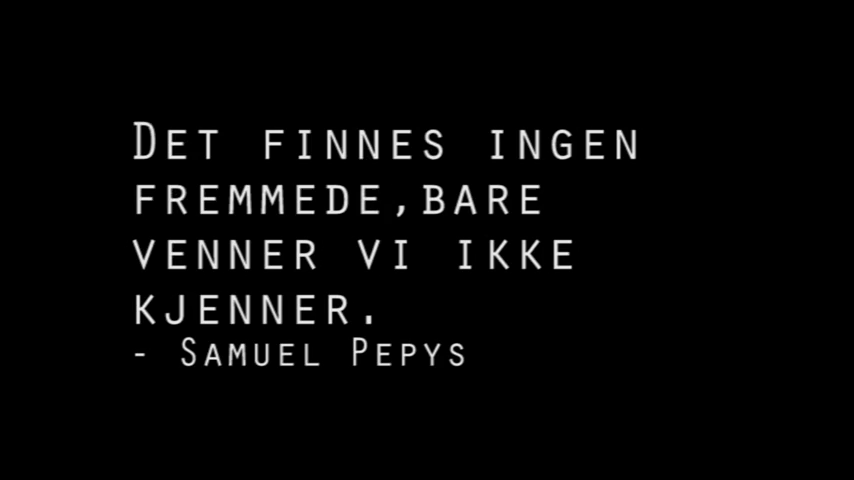 Det finnes ingen
fremmede,bare
venner vi ikke
kjenner.
- Samuel Pepys